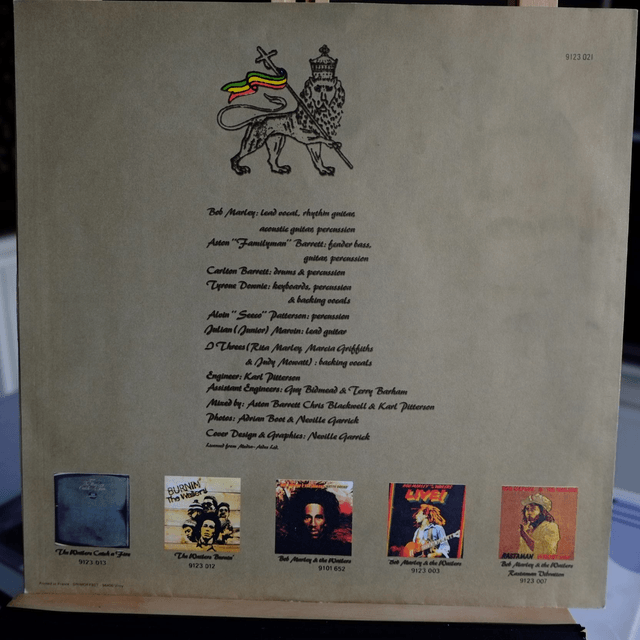 9123 021
Bob Marley: lead vocal, rhythm guitar,
acoustic guitar, percussion
Aston "Familyman" Barrett: fender bass,
guitar, percussion
Carlton Barrett: drums & percussion
Tyrone Downie: keyboards, percussion
& backing vocals
Alvin "Seeco" Patterson: percussion
Julian (Junior) Marvin: lead guitar
I Threes (Rita Marley, Marcia Griffiths
& Judy Mowatt): backing vocals
Engineer: Karl Pitterson
Assistant Engineers: Guy Bidmead & Terry Barham
Mixed by: Aston Barrett Chris Blackwell & Karl Pitterson
Photos: Adrian Boot & Neville Garrick
Cover Design & Graphics: Neville Garrick
BURNIN'
The Wailers
LIVE!
RASTAMAN
The Wailers Catch a Fire
9123 013
The Wailers Burnin'
9123 012
Bob Marley & the Wailers
9101 652
Bob Marley & the Wailers
9123 003
Bob Marley & the Wailers
Rastaman Vibration
9123 007